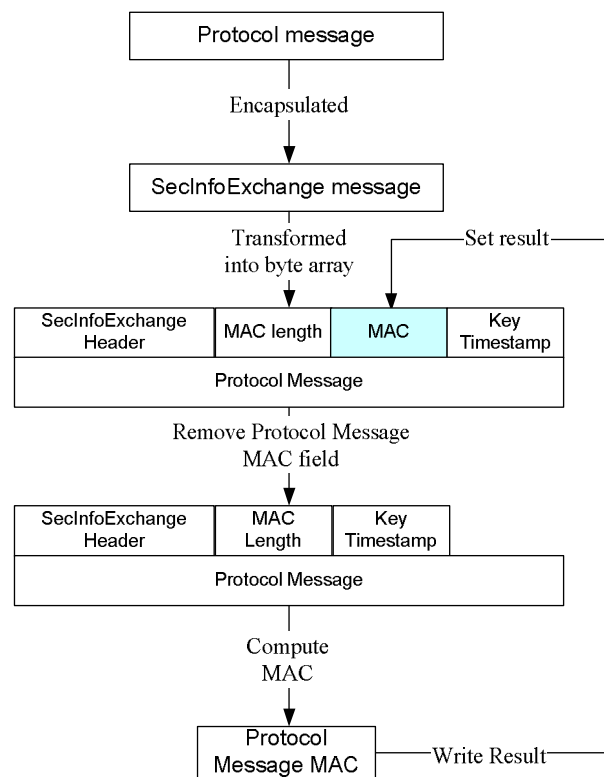 Protocol message
Encapsulated
SecInfoExchange message
Transformed
into byte array
Set result
SecInfoExchange
Header
MAC length
MAC
Key
Timestamp
Protocol Message
Remove Protocol Message
MAC field
SecInfoExchange
Header
MAC
Length
Key
Timestamp
Protocol Message
Compute
MAC
Protocol
Message MAC
Write Result